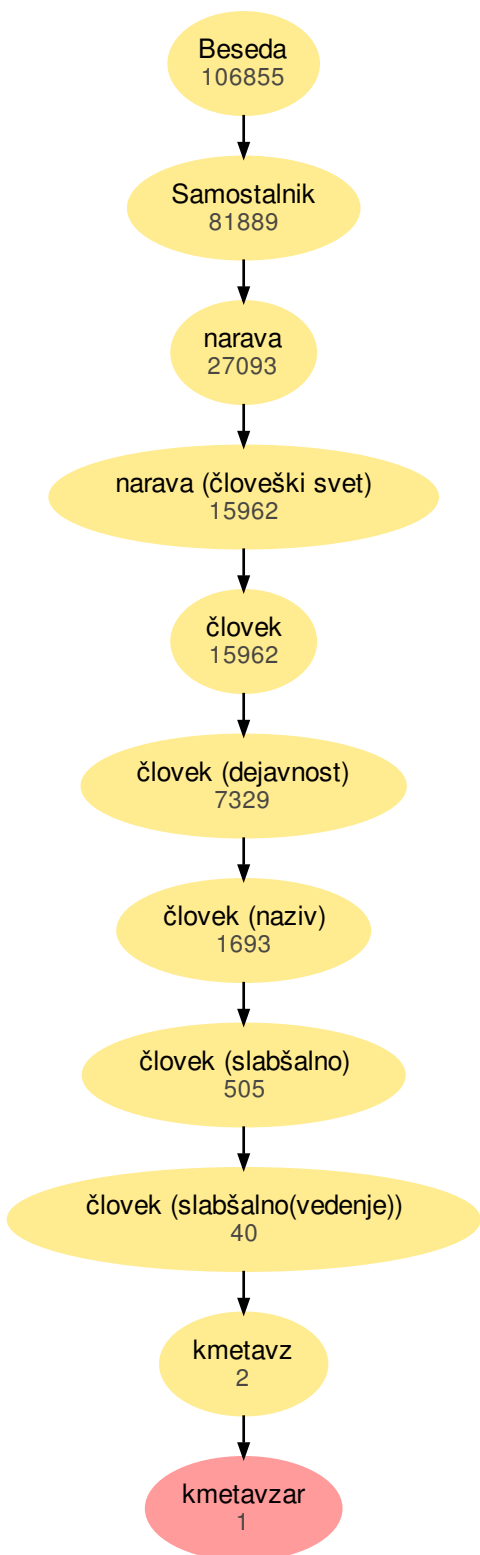 Beseda
106855
Samostalnik
81889
narava
27093
narava (človeški svet)
15962
človek
15962
človek (dejavnost)
7329
človek (naziv)
1693
človek (slabšalno)
505
človek (slabšalno(vedenje))
40
kmetavz
2
kmetavzar
1